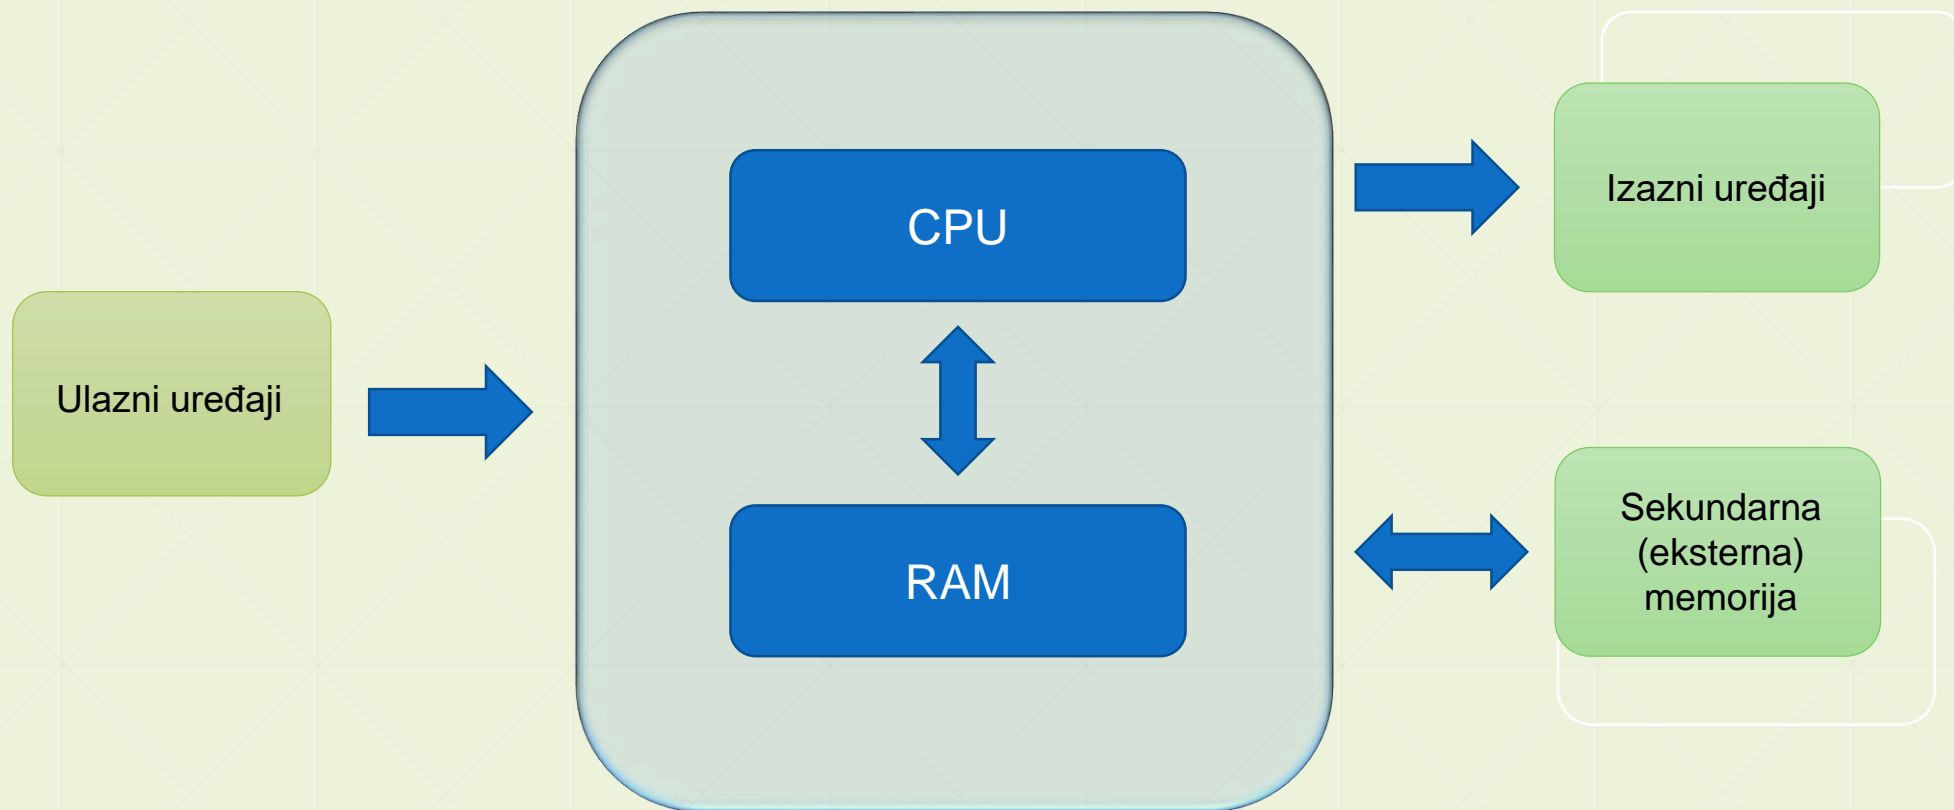 Ulazni uređaji
CPU
RAM
Izazni uređaji
Sekundarna
(eksterna)
memorija